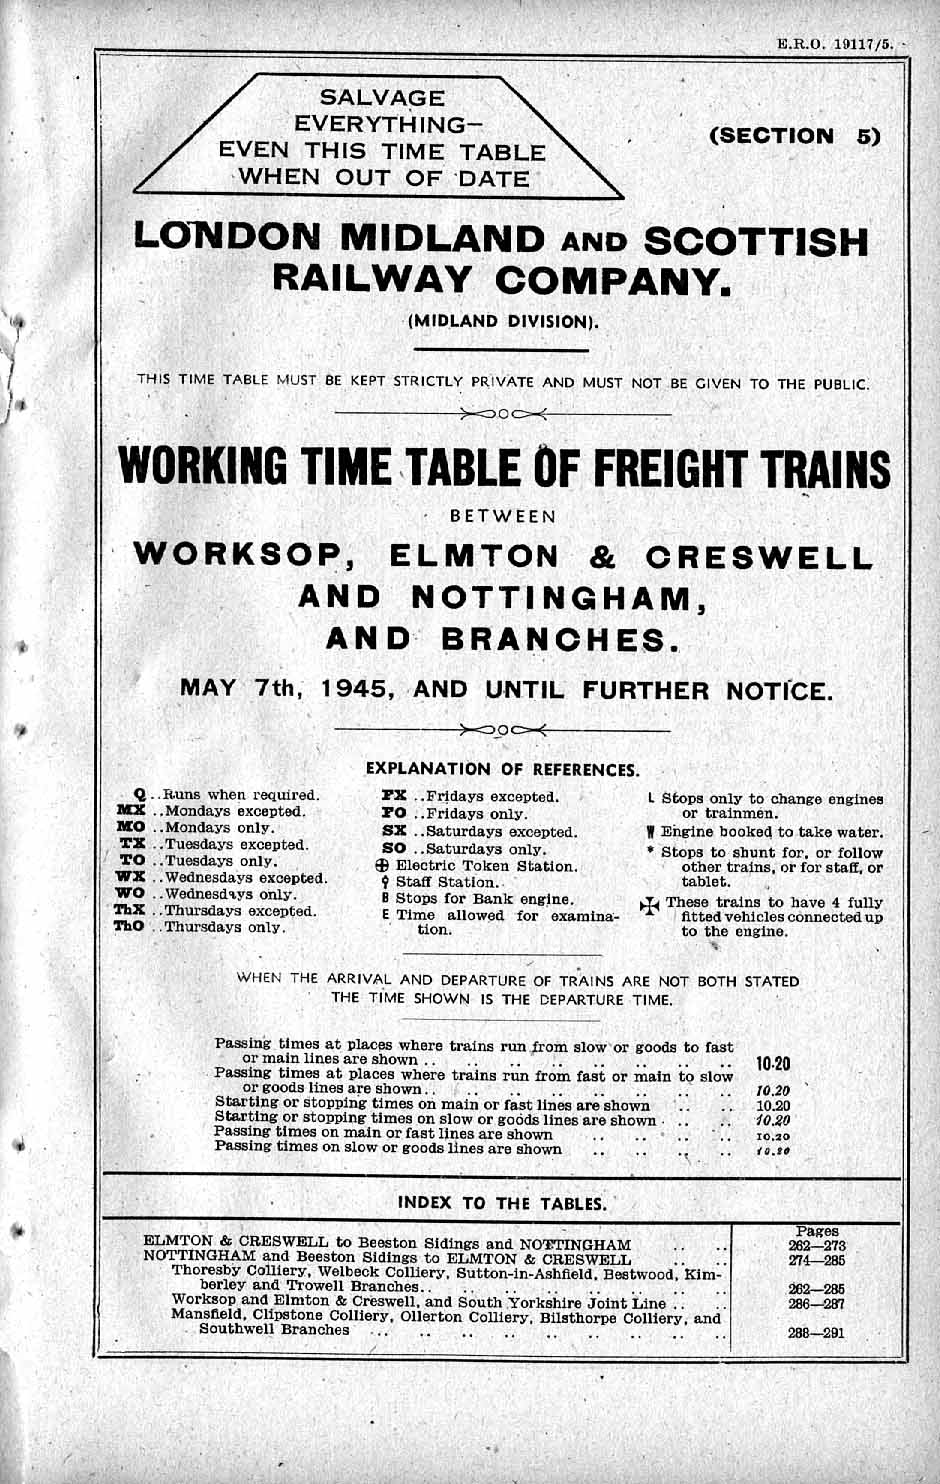 E.R.O. 19117/5.
SALVAGE
EVERYTHING—
EVEN THIS TIME TABLE
WHEN OUT OF DATE
(SECTION 5)
LONDON MIDLAND AND SCOTTISH
RAILWAY COMPANY.
(MIDLAND DIVISION).
THIS TIME TABLE MUST BE KEPT STRICTLY PRIVATE AND MUST NOT BE GIVEN TO THE PUBLIC.
WORKING TIME TABLE OF FREIGHT TRAINS
BETWEEN
WORKSOP, ELMTON & CRESWELL
AND NOTTINGHAM,
AND BRANCHES.
MAY 7th, 1945, AND UNTIL FURTHER NOTICE.
EXPLANATION OF REFERENCES.
Q ..Runs when required.
MX ..Mondays excepted.
MO ..Mondays only.
TX ..Tuesdays excepted.
TO ..Tuesdays only.
WX ..Wednesdays excepted.
WO ..Wednesdays only.
ThX ..Thursdays excepted.
ThO ..Thursdays only.
FX ..Fridays excepted.
FO ..Fridays only.
SX ..Saturdays excepted.
SO ..Saturdays only.
⊕ Electric Token Station.
Staff Station.
B Stops for Bank engine.
E Time allowed for examina-
tion.
L Stops only to change engines
or trainmen.
W Engine booked to take water.
* Stops to shunt for, or follow
other trains, or for staff, or
tablet.
✠ These trains to have 4 fully
fitted vehicles connected up
to the engine.
WHEN THE ARRIVAL AND DEPARTURE OF TRAINS ARE NOT BOTH STATED
THE TIME SHOWN IS THE DEPARTURE TIME.
Passing times at places where trains run from slow or goods to fast
or main lines are shown .. .. .. .. .. .. .. .. 10.20
Passing times at places where trains run from fast or main to slow
or goods lines are shown .. .. .. .. .. .. .. .. 10.20
Starting or stopping times on main or fast lines are shown .. .. 10.20
Starting or stopping times on slow or goods lines are shown .. .. 10.20
Passing times on main or fast lines are shown .. .. .. .. 10.20
Passing times on slow or goods lines are shown .. .. .. .. 10.20
INDEX TO THE TABLES.
Pages
ELMTON & CRESWELL to Beeston Sidings and NOTTINGHAM .. .. 262—273
NOTTINGHAM and Beeston Sidings to ELMTON & CRESWELL .. .. 274—285
Thoresby Colliery, Welbeck Colliery, Sutton-in-Ashfield, Bestwood, Kim-
berley and Trowell Branches .. .. .. .. .. .. .. .. 262—285
Worksop and Elmton & Creswell, and South Yorkshire Joint Line .. .. 286—287
Mansfield, Clipstone Colliery, Ollerton Colliery, Bilsthorpe Colliery, and
Southwell Branches ... .. .. .. .. .. .. .. .. 288—291